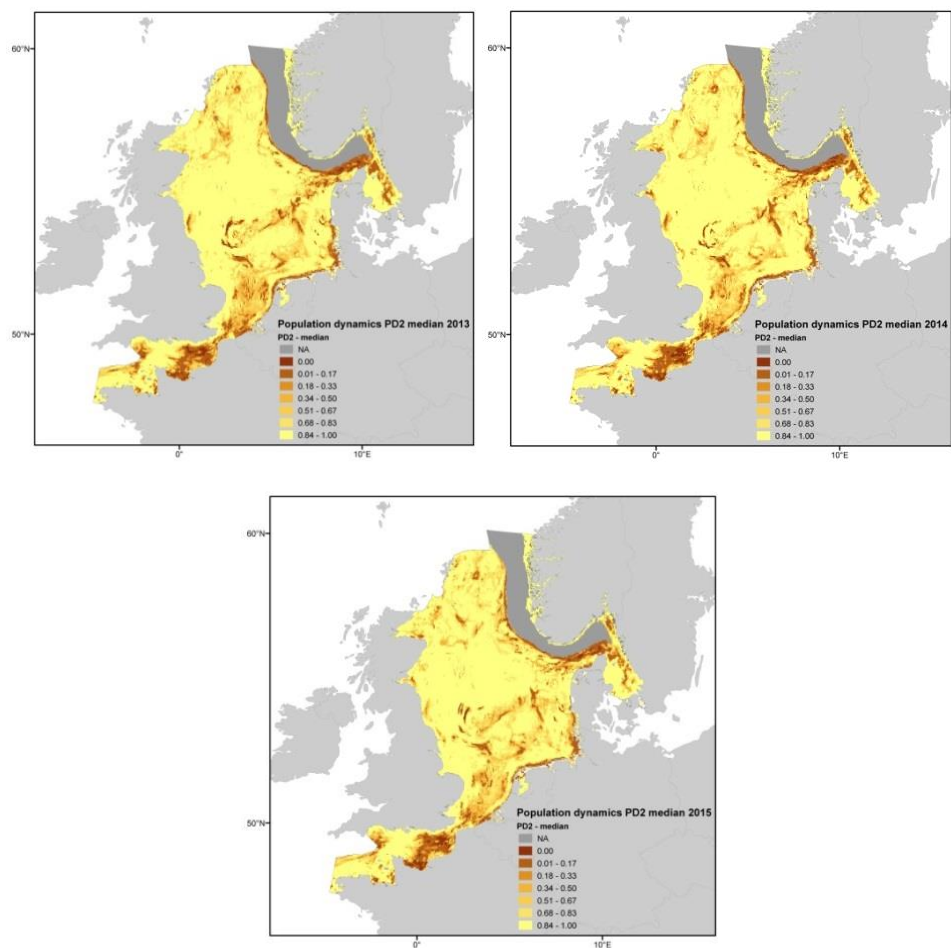 60°N
50°N
Population dynamics PD2 median 2013
PD2 - median
NA
0.00
0.01 - 0.17
0.18 - 0.33
0.34 - 0.50
0.51 - 0.67
0.68 - 0.83
0.84 - 1.00
0°
10°E
60°N
50°N
Population dynamics PD2 median 2014
PD2 - median
NA
0.00
0.01 - 0.17
0.18 - 0.33
0.34 - 0.50
0.51 - 0.67
0.68 - 0.83
0.84 - 1.00
0°
10°E
60°N
50°N
Population dynamics PD2 median 2015
PD2 - median
NA
0.00
0.01 - 0.17
0.18 - 0.33
0.34 - 0.50
0.51 - 0.67
0.68 - 0.83
0.84 - 1.00
0°
10°E